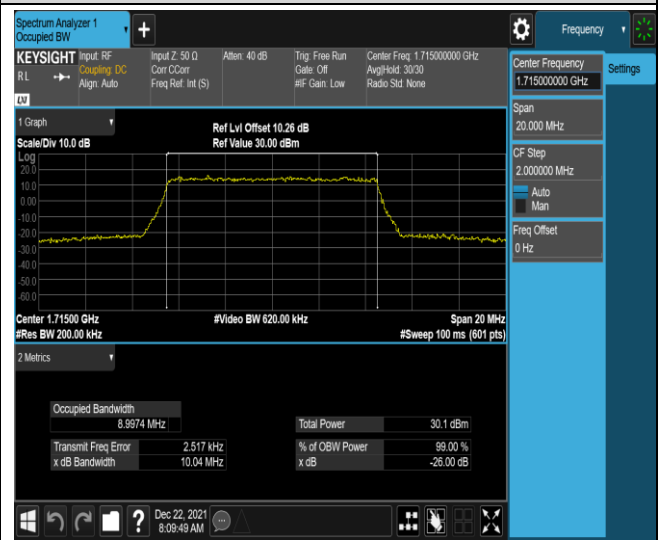 Spectrum Analyzer 1
Occupied BW
+
Frequency
KEYSIGHT
R L
LXI
Input: RF
Coupling: DC
Align: Auto
Input Z: 50 Ω
Corr CCorr
Freq Ref: Int (S)
Atten: 40 dB
Trig: Free Run
Gate: Off
#IF Gain: Low
Center Freq: 1.715000000 GHz
Avg|Hold: 30/30
Radio Std: None
Center Frequency
1.715000000 GHz
Settings
Span
20.000 MHz
CF Step
2.000000 MHz
Auto
Man
Freq Offset
0 Hz
1 Graph
Scale/Div 10.0 dB
Ref Lvl Offset 10.26 dB
Ref Value 30.00 dBm
Log
20.0
10.0
0.00
-10.0
-20.0
-30.0
-40.0
-50.0
-60.0
Center 1.71500 GHz
#Video BW 620.00 kHz
Span 20 MHz
#Res BW 200.00 kHz
#Sweep 100 ms (601 pts)
2 Metrics
Occupied Bandwidth
8.9974 MHz
Total Power 30.1 dBm
Transmit Freq Error 2.517 kHz
% of OBW Power 99.00 %
x dB Bandwidth 10.04 MHz
x dB -26.00 dB
?
Dec 22, 2021
8:09:49 AM